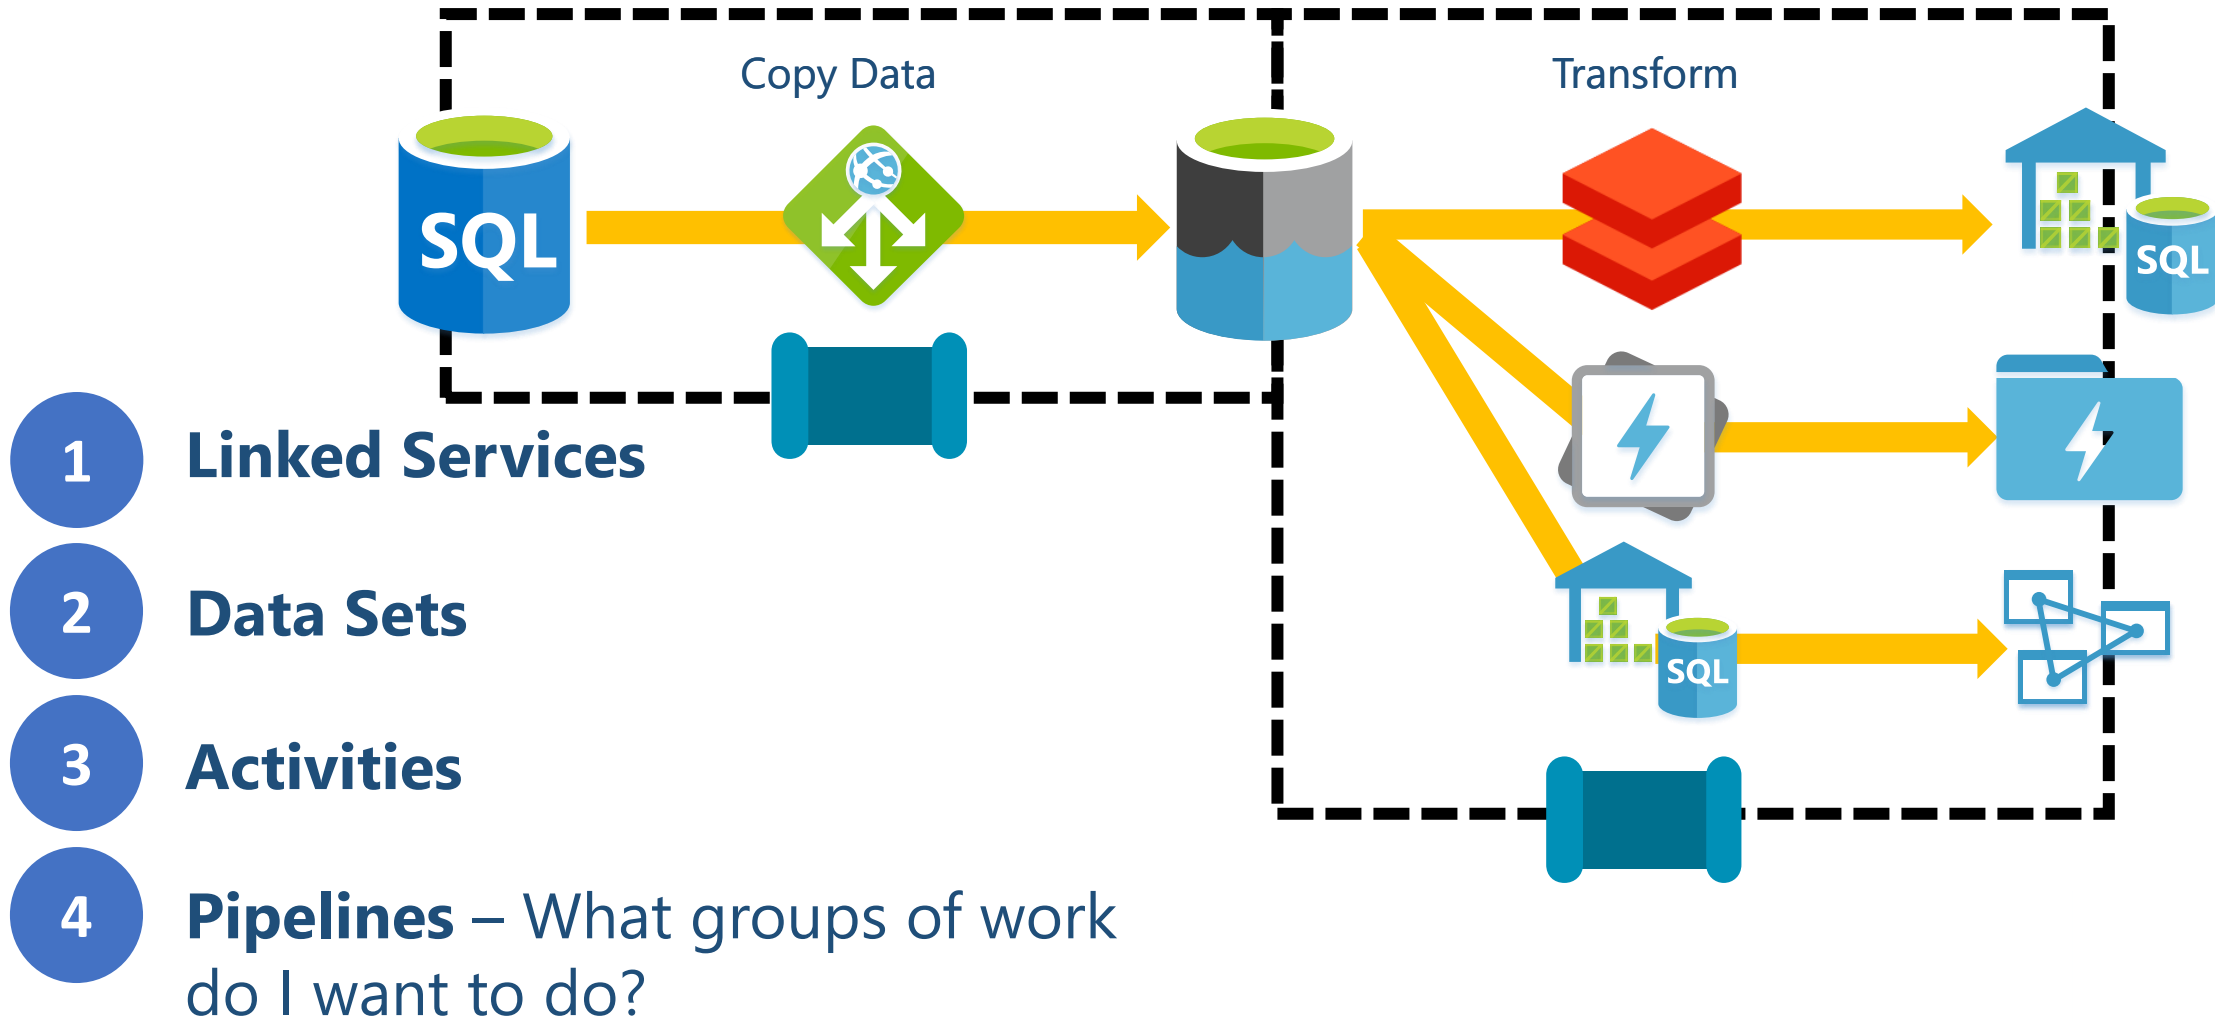 Copy Data
Transform
SQL
SQL
1
Linked Services
2
Data Sets
SQL
3
Activities
4
Pipelines – What groups of work
do I want to do?